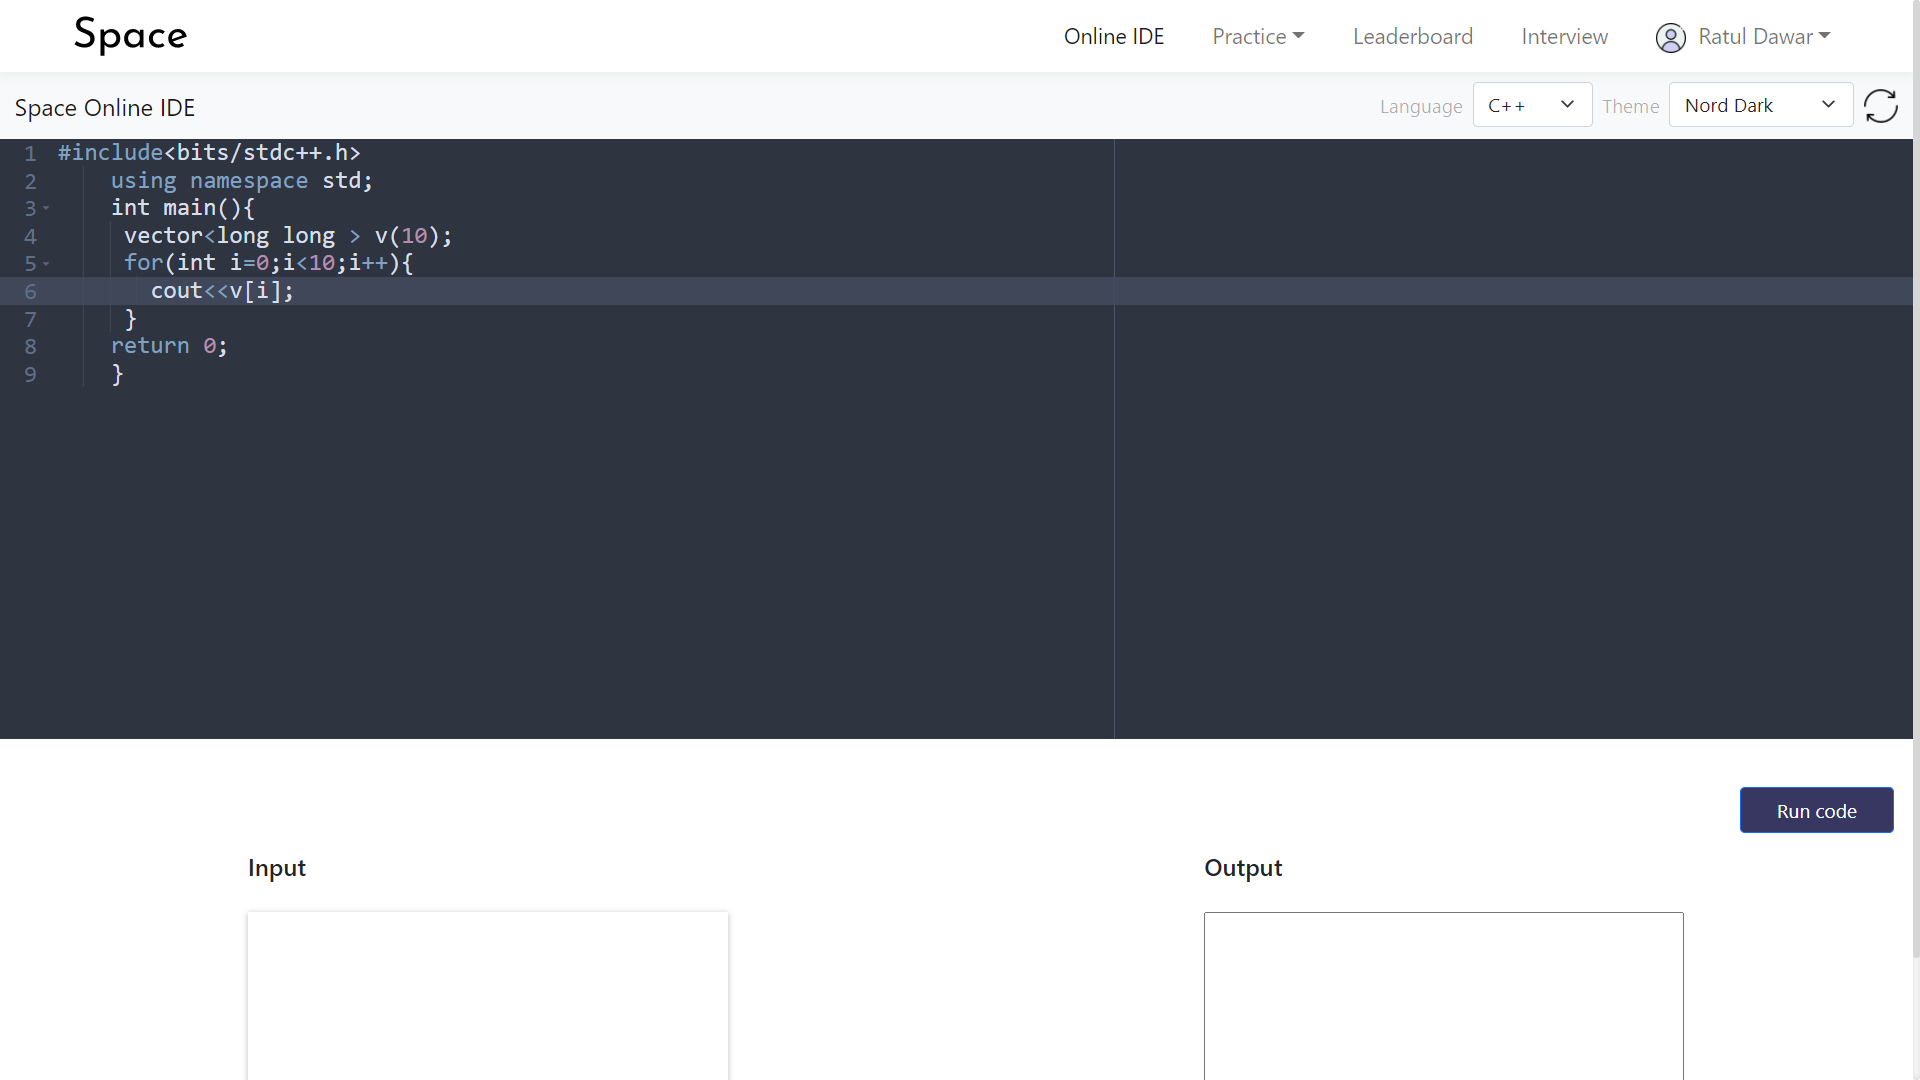 Space
Online IDE Practice Leaderboard Interview Ratul Dawar
Space Online IDE
Language C++ Theme Nord Dark
1 #include<bits/stdc++.h>
2 using namespace std;
3 int main(){
4 vector<long long > v(10);
5 for(int i=0;i<10;i++){
6 cout<<v[i];
7 }
8 return 0;
9 }
Run code
Input Output